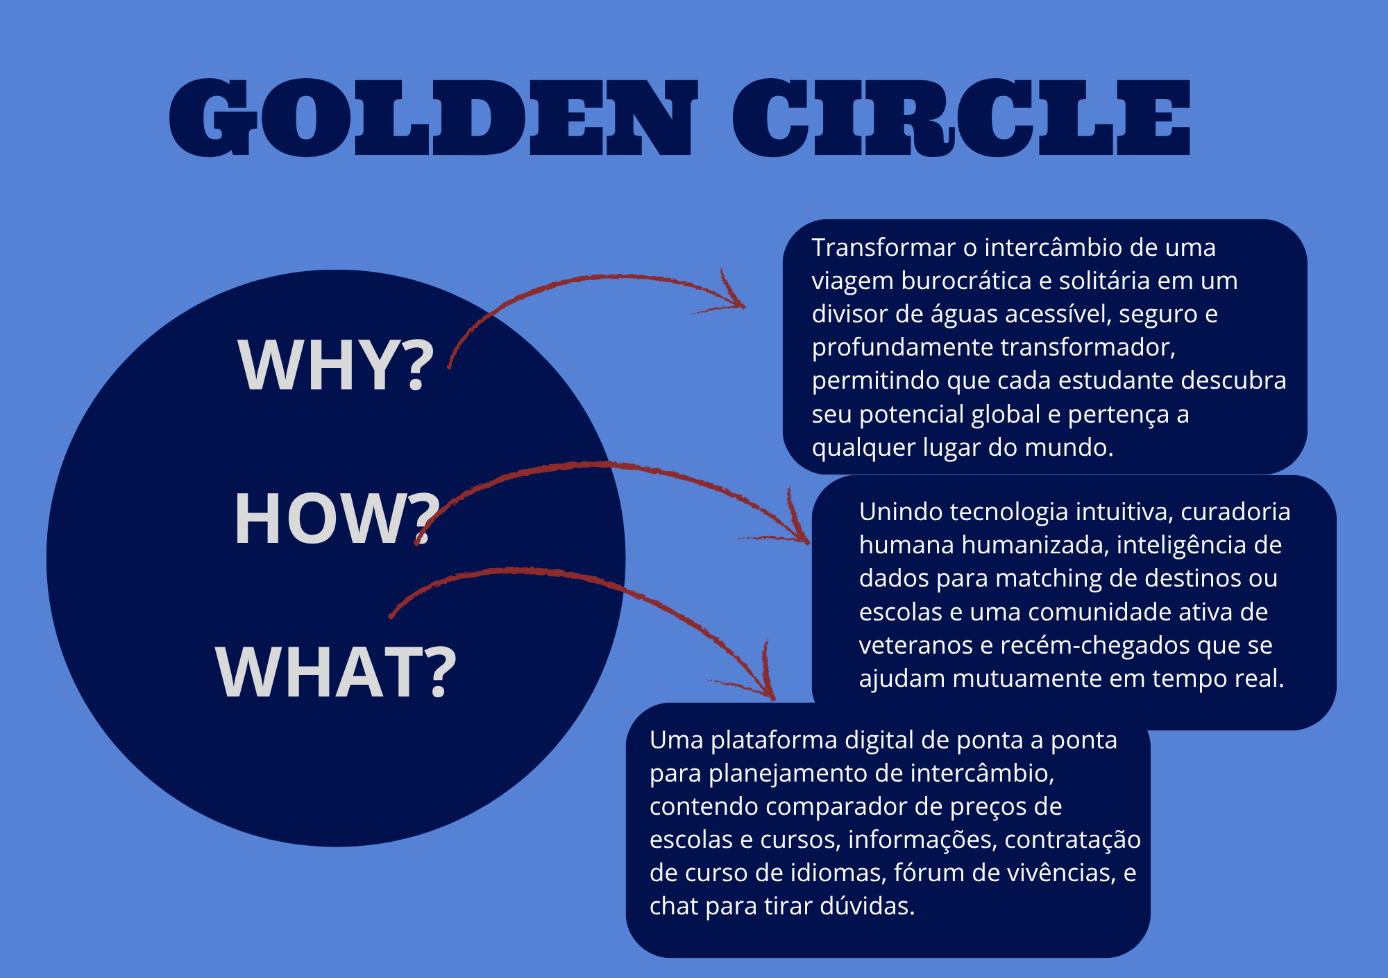 GOLDEN CIRCLE
WHY?
Transformar o intercâmbio de uma
viagem burocrática e solitária em um
divisor de águas acessível, seguro e
profundamente transformador,
permitindo que cada estudante descubra
seu potencial global e pertença a
qualquer lugar do mundo.
HOW?
Unindo tecnologia intuitiva, curadoria
humana humanizada, inteligência de
dados para matching de destinos ou
escolas e uma comunidade ativa de
veteranos e recém-chegados que se
ajudam mutuamente em tempo real.
WHAT?
Uma plataforma digital de ponta a ponta
para planejamento de intercâmbio,
contendo comparador de preços de
escolas e cursos, informações, contratação
de curso de idiomas, fórum de vivências, e
chat para tirar dúvidas.